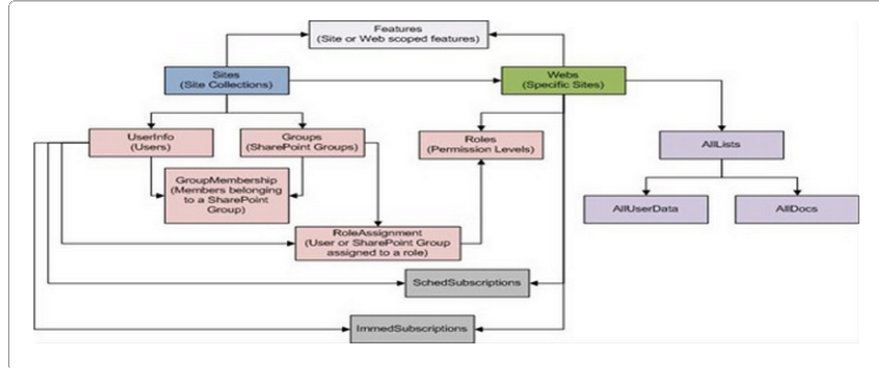 Features
(Site or Web scoped features)
Sites
(Site Collections)
Webs
(Specific Sites)
UserInfo
(Users)
Groups
(SharePoint Groups)
Roles
(Permission Levels)
AllLists
GroupMembership
(Members belonging
to a SharePoint
Group)
AllUserData
AllDocs
RoleAssignment
(User or SharePoint Group
assigned to a role)
SchedSubscriptions
ImmedSubscriptions